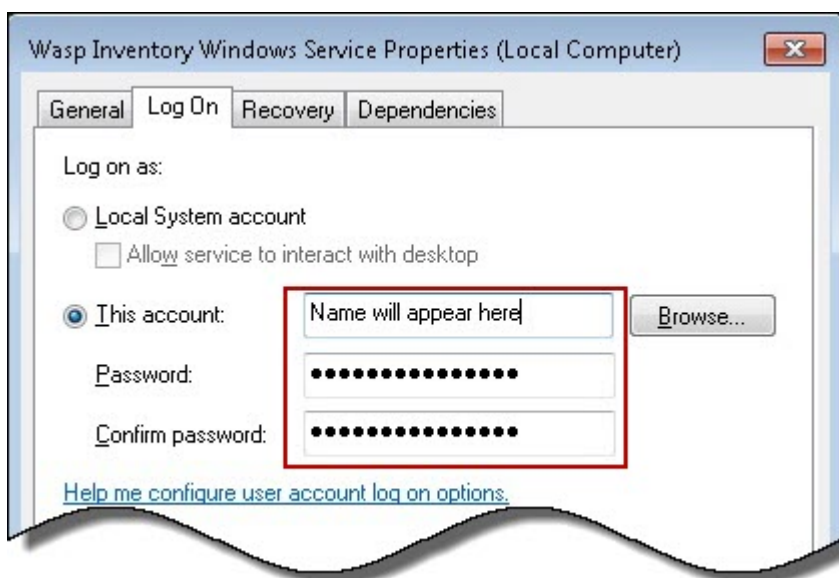 Wasp Inventory Windows Service Properties (Local Computer)
General Log On Recovery Dependencies
Log on as:
Local System account
Allow service to interact with desktop
This account: Name will appear here Browse...
Password: ●●●●●●●●●●●●●●●
Confirm password: ●●●●●●●●●●●●●●●
Help me configure user account log on options.